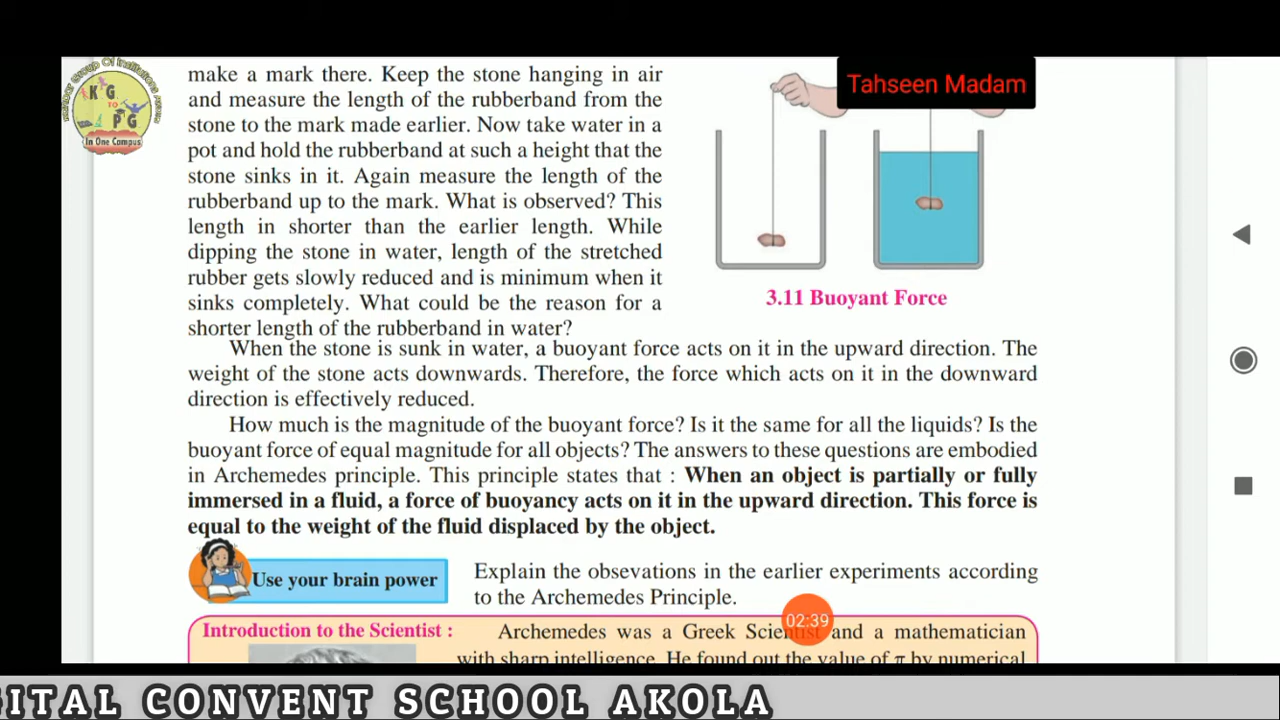 make a mark there. Keep the stone hanging in air
and measure the length of the rubberband from the
stone to the mark made earlier. Now take water in a
pot and hold the rubberband at such a height that the
stone sinks in it. Again measure the length of the
rubberband up to the mark. What is observed? This
length in shorter than the earlier length. While
dipping the stone in water, length of the stretched
rubber gets slowly reduced and is minimum when it
sinks completely. What could be the reason for a
shorter length of the rubberband in water?
Tahseen Madam
3.11 Buoyant Force
When the stone is sunk in water, a buoyant force acts on it in the upward direction. The
weight of the stone acts downwards. Therefore, the force which acts on it in the downward
direction is effectively reduced.
How much is the magnitude of the buoyant force? Is it the same for all the liquids? Is the
buoyant force of equal magnitude for all objects? The answers to these questions are embodied
in Archemedes principle. This principle states that : When an object is partially or fully
immersed in a fluid, a force of buoyancy acts on it in the upward direction. This force is
equal to the weight of the fluid displaced by the object.
Use your brain power
Explain the obsevations in the earlier experiments according
to the Archemedes Principle.
02:39
Introduction to the Scientist :
Archemedes was a Greek Scientist and a mathematician
with sharp intelligence. He found out the value of π by numerical
K G
TO
P G
In One Campus
GITAL CONVENT SCHOOL AKOLA